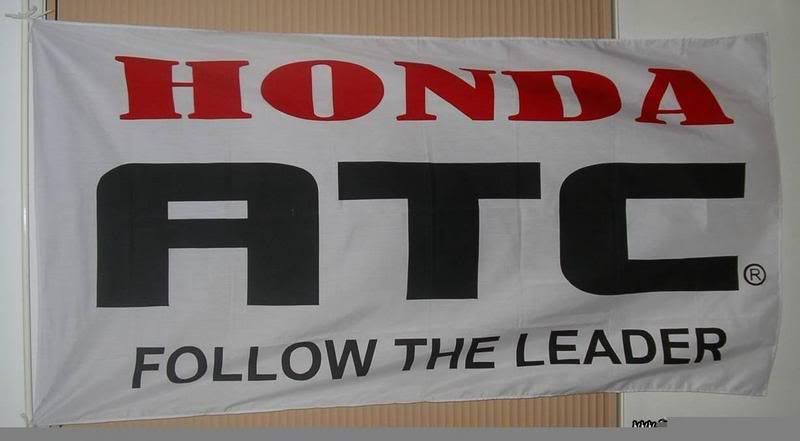 HONDA
ATC®
FOLLOW THE LEADER